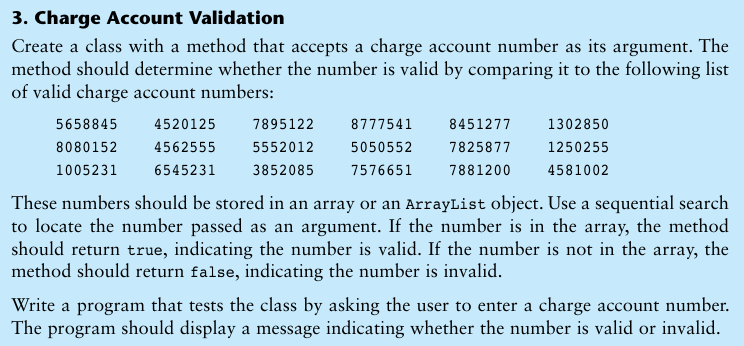 3. Charge Account Validation
Create a class with a method that accepts a charge account number as its argument. The
method should determine whether the number is valid by comparing it to the following list
of valid charge account numbers:
5658845 4520125 7895122 8777541 8451277 1302850
8080152 4562555 5552012 5050552 7825877 1250255
1005231 6545231 3852085 7576651 7881200 4581002
These numbers should be stored in an array or an ArrayList object. Use a sequential search
to locate the number passed as an argument. If the number is in the array, the method
should return true, indicating the number is valid. If the number is not in the array, the
method should return false, indicating the number is invalid.
Write a program that tests the class by asking the user to enter a charge account number.
The program should display a message indicating whether the number is valid or invalid.